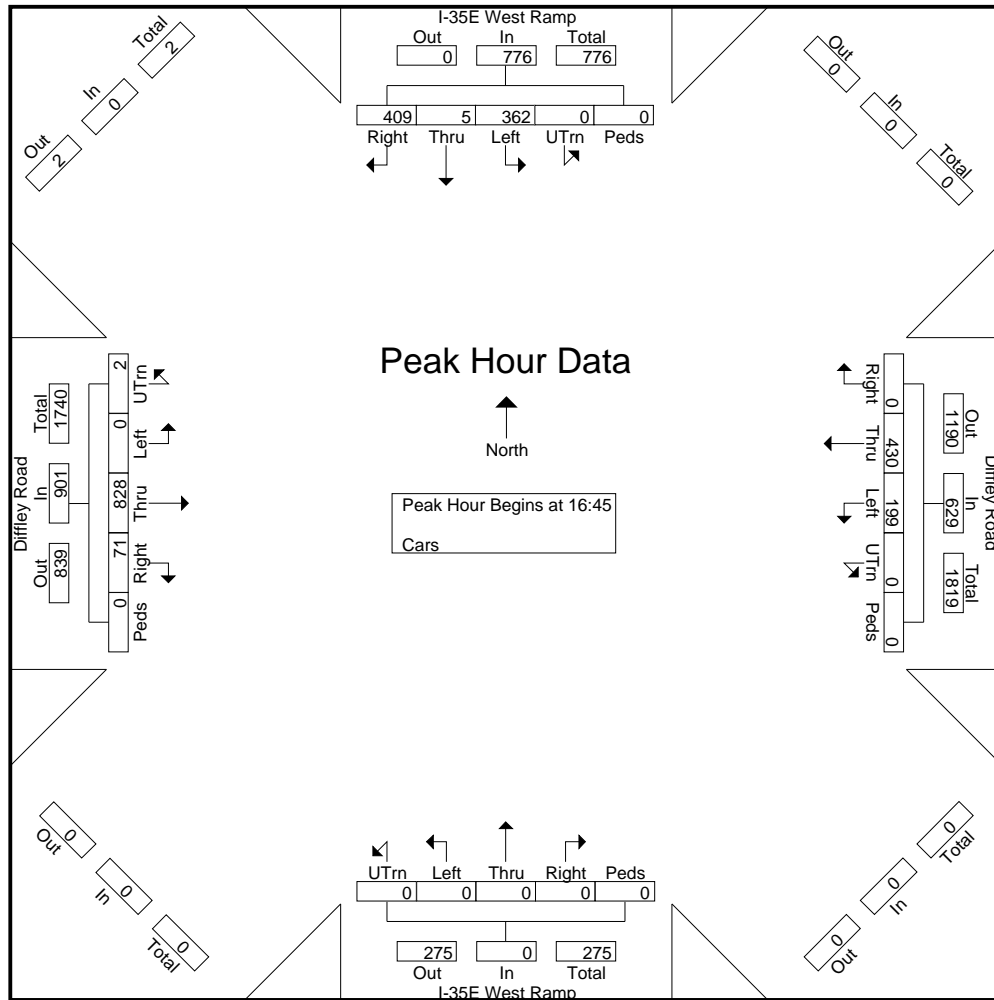 I-35E West Ramp
Out In Total
0 776 776
409 5 362 0 0
Right Thru Left UTrn Peds
Total
2
In
0
Out
2
Out
0
In
0
Total
0
Peak Hour Data
North
Peak Hour Begins at 16:45
Cars
Diffley Road
Total In Out
1740 901 839
2 0 828 71 0
UTrn Left Thru Right Peds
Right Thru Left UTrn Peds
0 430 199 0 0
Out In Total
1190 629 1819
Diffley Road
0
Out
0
In
0
Total
0
Total
0
In
0
Out
UTrn Left Thru Right Peds
0 0 0 0 0
275 0 275
Out In Total
I-35E West Ramp